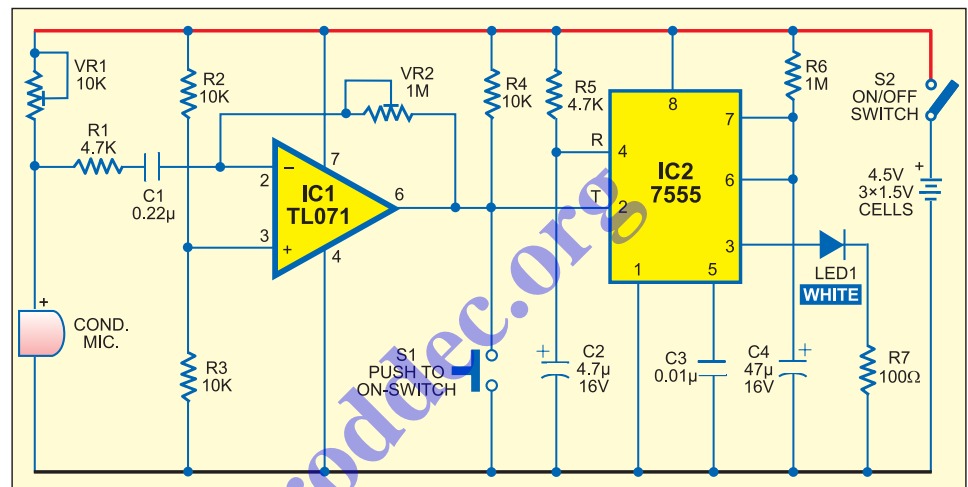 VR1
10K
R1
4.7K
C1
0.22µ
+
COND.
MIC.
R2
10K
R3
10K
VR2
1M
−
2
3
+
7
6
4
IC1
TL071
R4
10K
S1
PUSH TO
ON-SWITCH
R5
4.7K
R
4
T
2
8
7
6
3
1
5
IC2
7555
+
C2
4.7µ
16V
C3
0.01µ
C4
47µ
16V
+
R6
1M
LED1
WHITE
R7
100Ω
S2
ON/OFF
SWITCH
+
4.5V
3×1.5V
CELLS
roddec.org